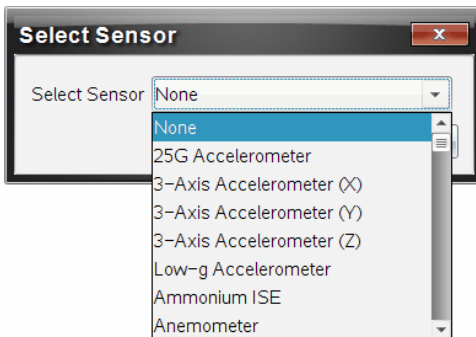 Select Sensor
x
Select Sensor None
None
25G Accelerometer
3-Axis Accelerometer (X)
3-Axis Accelerometer (Y)
3-Axis Accelerometer (Z)
Low-g Accelerometer
Ammonium ISE
Anemometer